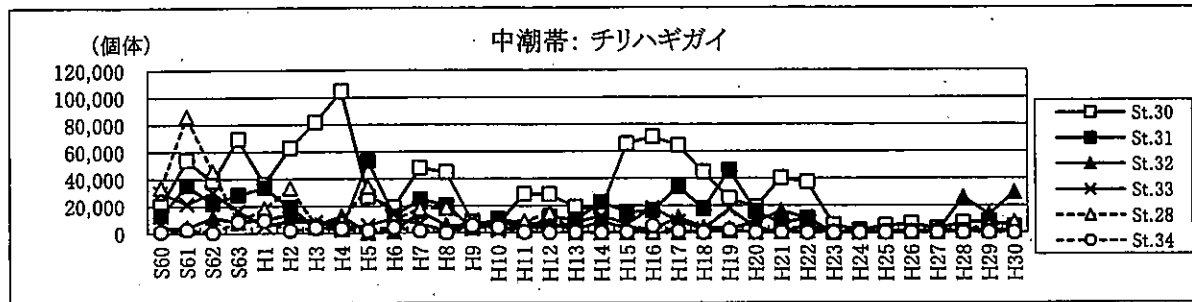 中潮帯: チリハギガイ
(個体)
120,000
100,000
80,000
60,000
40,000
20,000
0
S60 S61 S62 S63 H1 H2 H3 H4 H5 H6 H7 H8 H9 H10 H11 H12 H13 H14 H15 H16 H17 H18 H19 H20 H21 H22 H23 H24 H25 H26 H27 H28 H29 H30
St.30
St.31
St.32
St.33
St.28
St.34